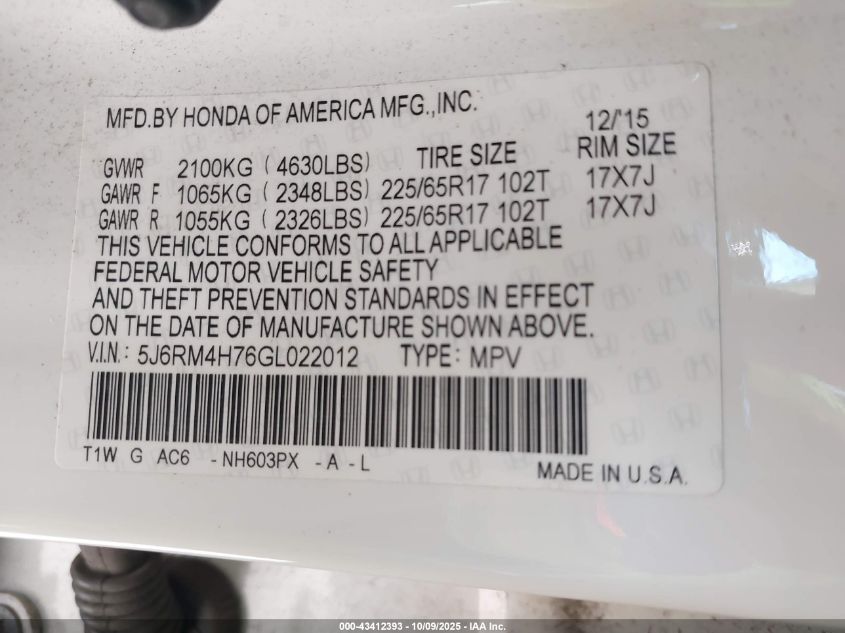 MFD.BY HONDA OF AMERICA MFG.,INC.
12/'15
GVWR 2100KG (4630LBS) TIRE SIZE RIM SIZE
GAWR F 1065KG (2348LBS) 225/65R17 102T 17X7J
GAWR R 1055KG (2326LBS) 225/65R17 102T 17X7J
THIS VEHICLE CONFORMS TO ALL APPLICABLE
FEDERAL MOTOR VEHICLE SAFETY
AND THEFT PREVENTION STANDARDS IN EFFECT
ON THE DATE OF MANUFACTURE SHOWN ABOVE.
V.I.N.: 5J6RM4H76GL022012 TYPE: MPV
T1W G AC6 -NH603PX -A -L
MADE IN U.S.A.
000-43412393 - 10/09/2025 - IAA Inc.